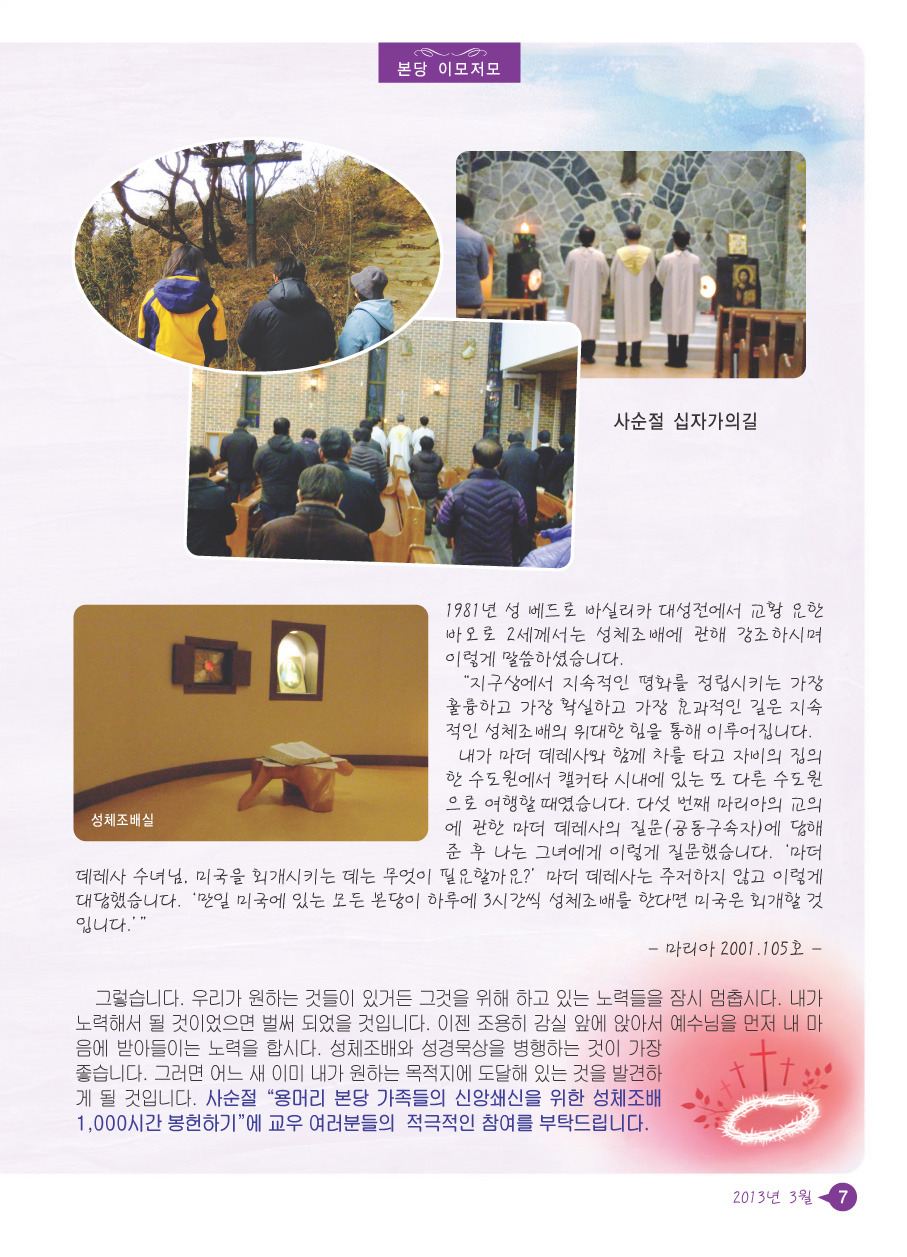 본당 이모저모
사순절 십자가의길
성체조배실
1981년 성 베드로 바실리카 대성전에서 교황 요한
바오로 2세께서는 성체조배에 관해 강조하시며
이렇게 말씀하셨습니다.
“지구상에서 지속적인 평화를 정립시키는 가장
훌륭하고 가장 확실하고 가장 효과적인 길은 지속
적인 성체조배의 위대한 힘을 통해 이루어집니다.
내가 마더 데레사와 함께 차를 타고 자비의 집의
한 수도원에서 캘커타 시내에 있는 또 다른 수도원
으로 여행할 때였습니다. 다섯 번째 마리아의 교의
에 관한 마더 데레사의 질문(공동구속자)에 답해
준 후 나는 그녀에게 이렇게 질문했습니다. ‘마더
데레사 수녀님, 미국을 회개시키는 데는 무엇이 필요할까요?’ 마더 데레사는 주저하지 않고 이렇게
대답했습니다. ‘만일 미국에 있는 모든 본당이 하루에 3시간씩 성체조배를 한다면 미국은 회개할 것
입니다.’”
– 마리아 2001.105호 –
그렇습니다. 우리가 원하는 것들이 있거든 그것을 위해 하고 있는 노력들을 잠시 멈춥시다. 내가
노력해서 될 것이었으면 벌써 되었을 것입니다. 이젠 조용히 감실 앞에 앉아서 예수님을 먼저 내 마
음에 받아들이는 노력을 합시다. 성체조배와 성경묵상을 병행하는 것이 가장
좋습니다. 그러면 어느 새 이미 내가 원하는 목적지에 도달해 있는 것을 발견하
게 될 것입니다. 사순절 “용머리 본당 가족들의 신앙쇄신을 위한 성체조배
1,000시간 봉헌하기”에 교우 여러분들의 적극적인 참여를 부탁드립니다.
2013년 3월 7